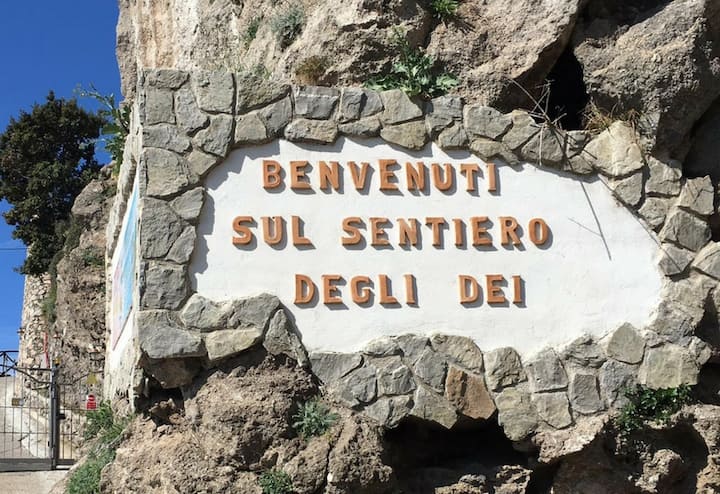 BENVENUTI
SUL SENTIERO
DEGLI DEI